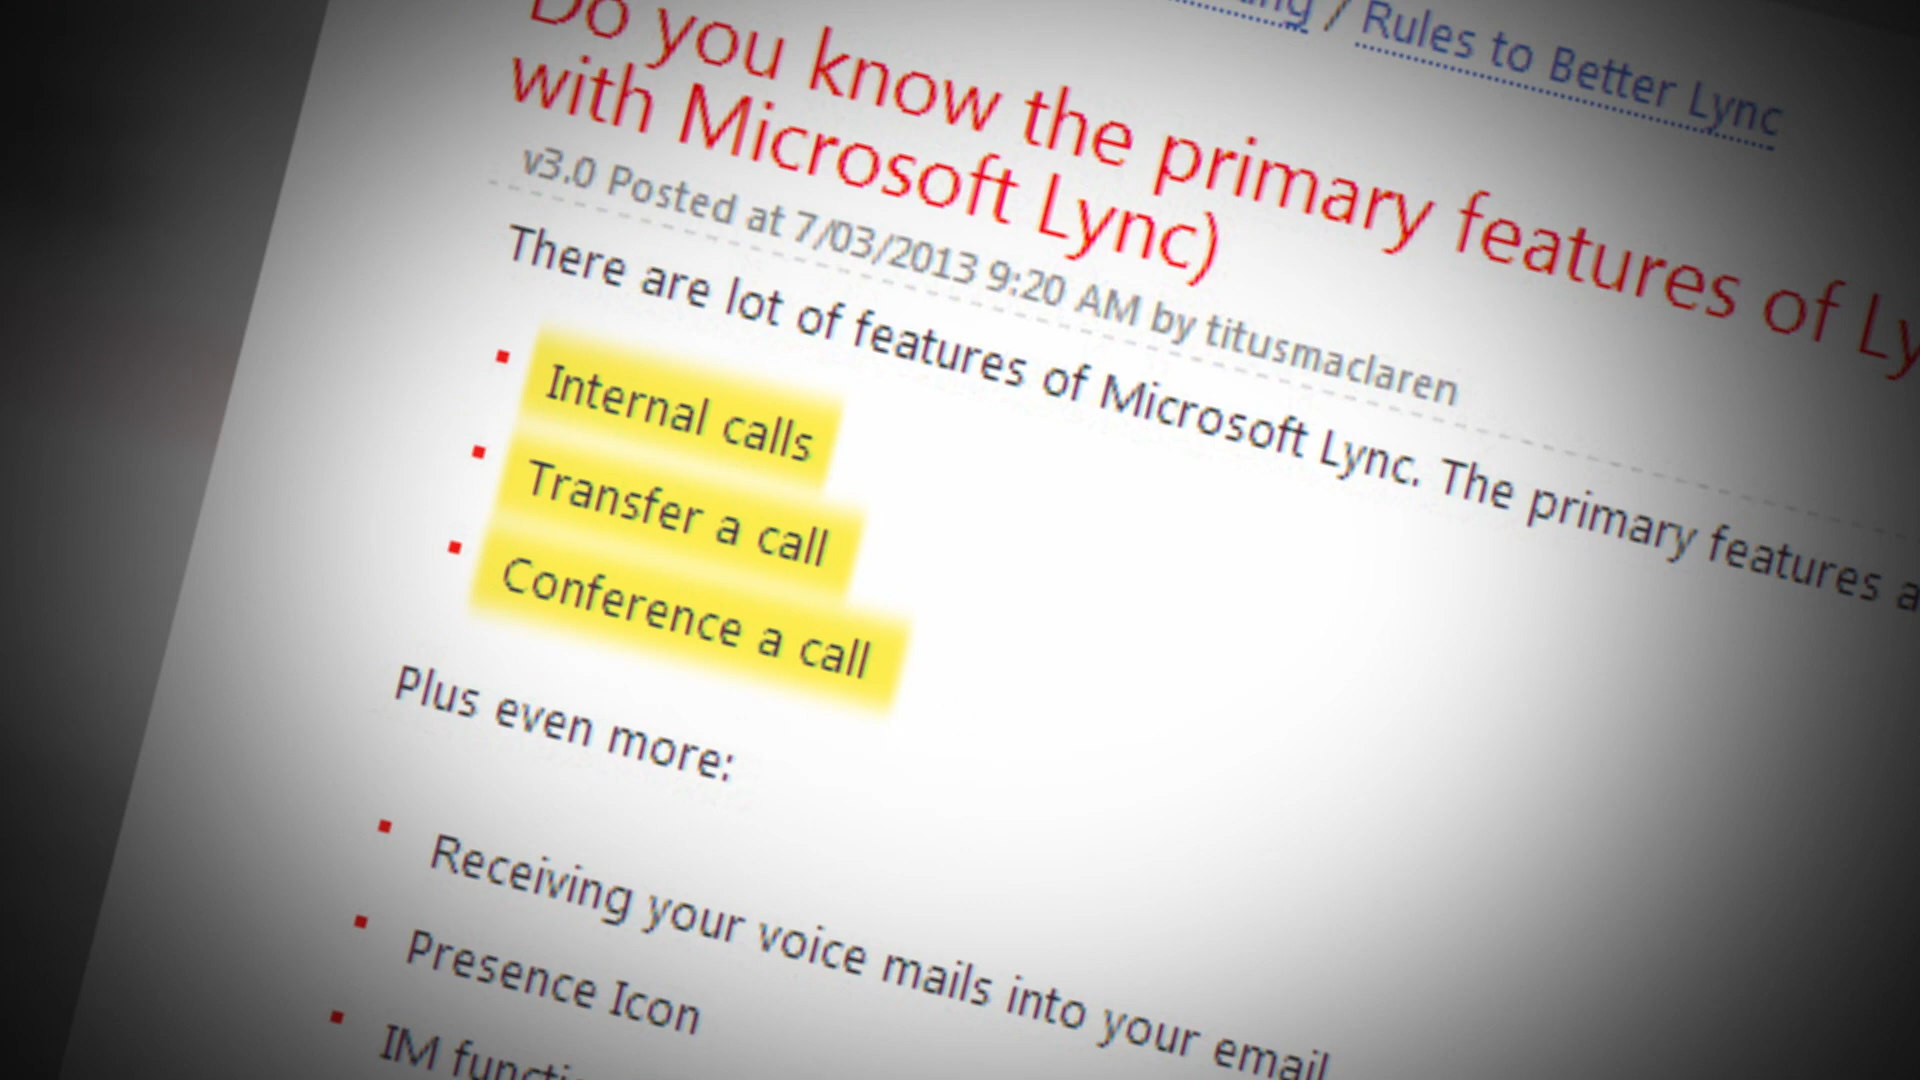 / Rules to Better Lync
Do you know the primary features of
with Microsoft Lync)
v3.0 Posted at 7/03/2013 9:20 AM by titusmaclaren
There are lot of features of Microsoft Lync. The primary features
Internal calls
Transfer a call
Conference a call
Plus even more:
Receiving your voice mails into your email
Presence Icon
IM